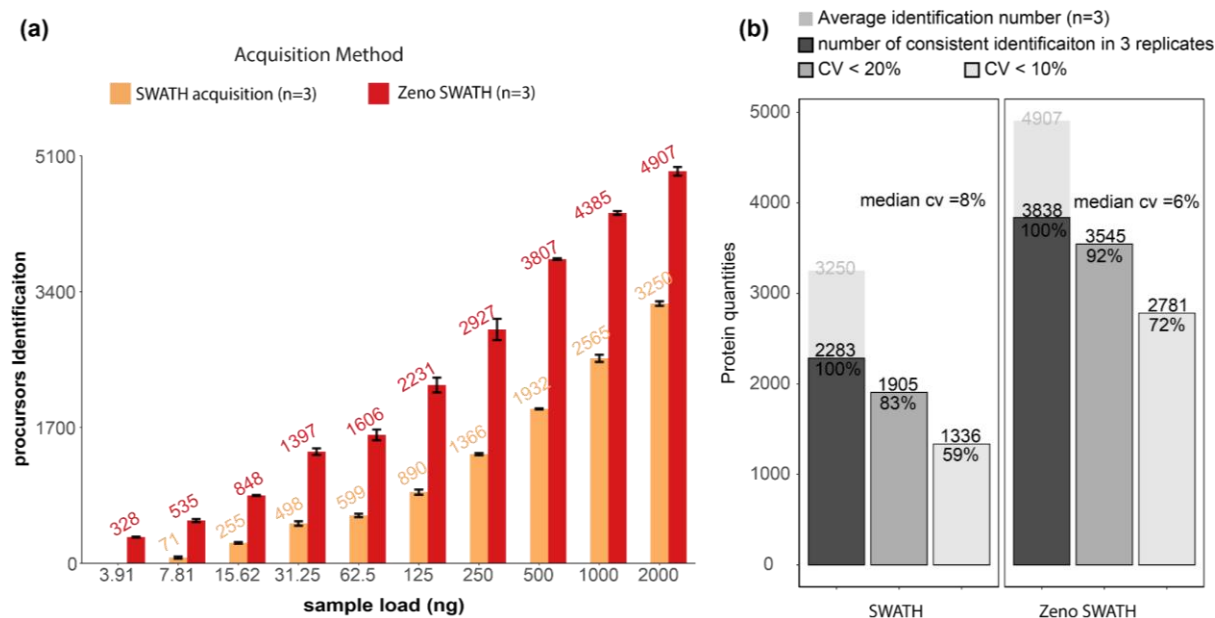 (a)
Acquisition Method
SWATH acquisition (n=3)
Zeno SWATH (n=3)
procursors Identificaiton
5100
3400
1700
0
328
71
535
255
848
498
1397
599
1606
890
2231
1366
2927
1932
3807
2565
4385
3250
4907
3.91 7.81 15.62 31.25 62.5 125 250 500 1000 2000
sample load (ng)
(b)
Average identification number (n=3)
number of consistent identificaiton in 3 replicates
CV < 20% CV < 10%
Protein quantities
5000
4000
3000
2000
1000
0
median cv =8%
3250
2283
100%
1905
83%
1336
59%
SWATH
4907
median cv =6%
3838
100%
3545
92%
2781
72%
Zeno SWATH